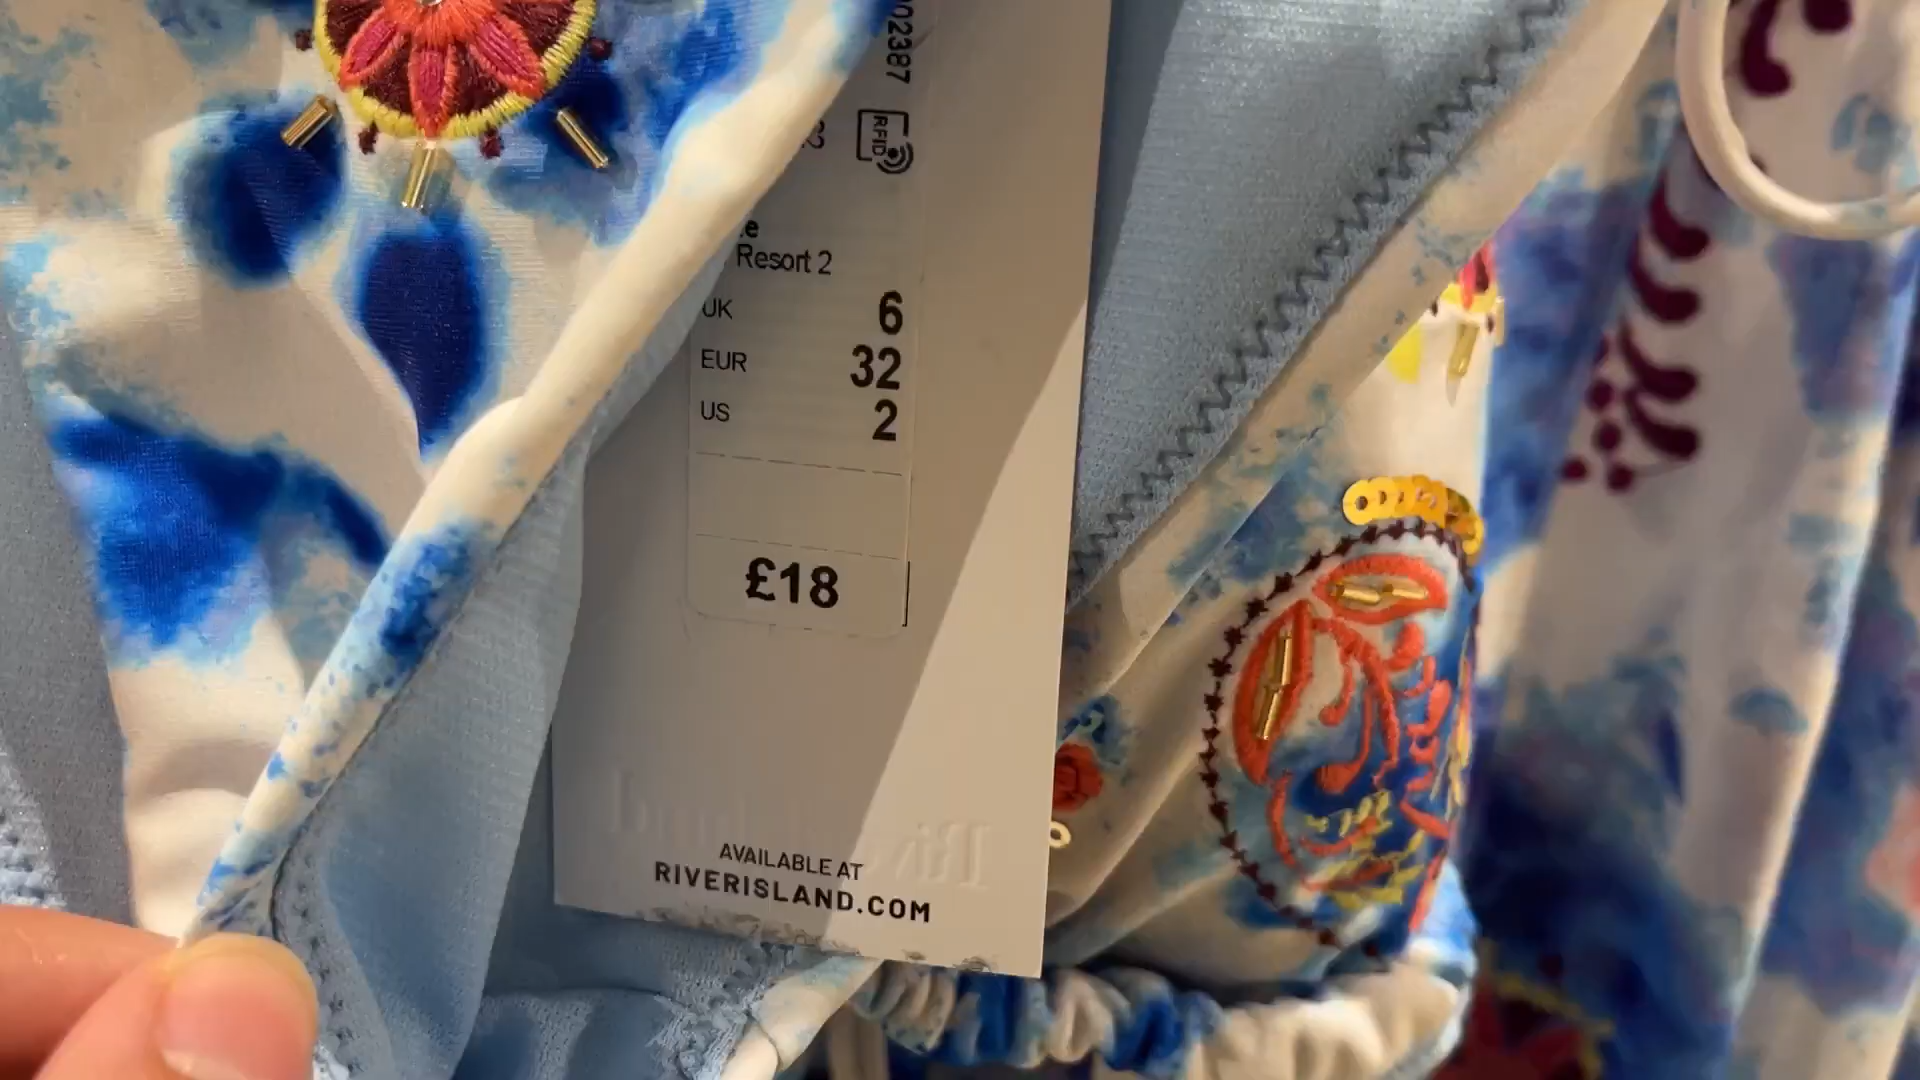 02387
RFID
Resort 2
UK 6
EUR 32
US 2
£18
AVAILABLE AT
RIVERISLAND.COM